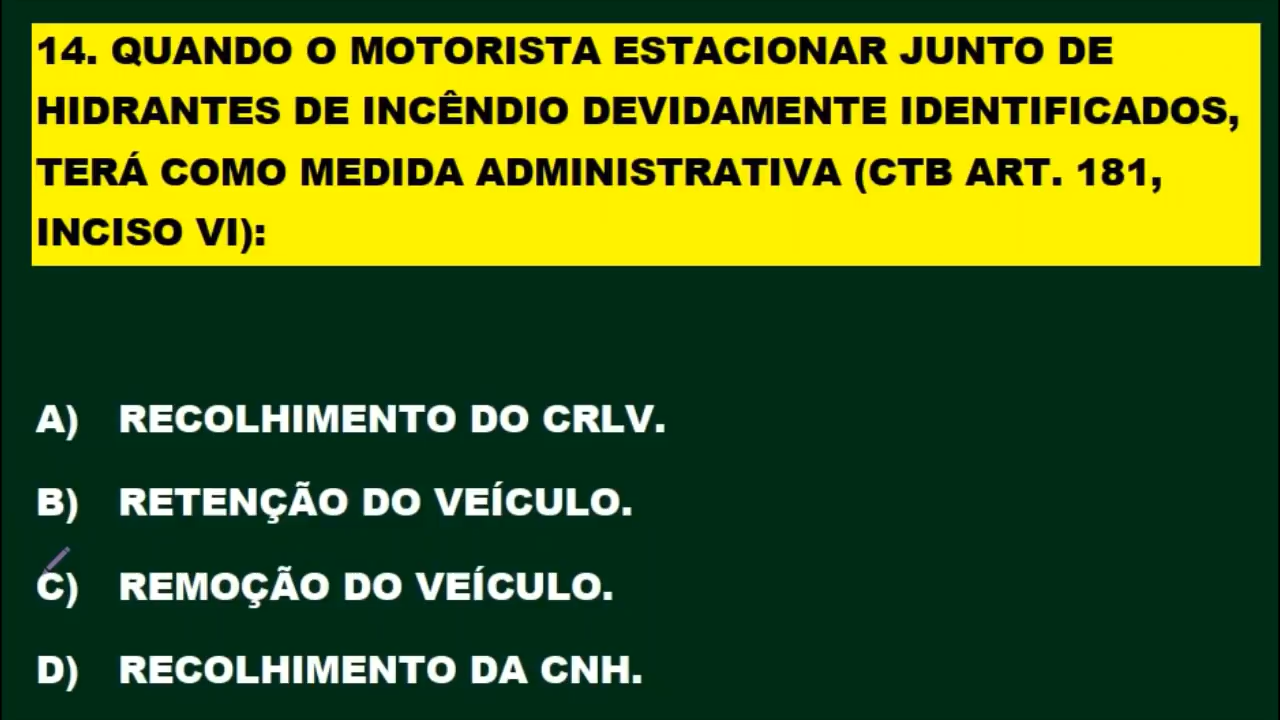 14. QUANDO O MOTORISTA ESTACIONAR JUNTO DE
HIDRANTES DE INCÊNDIO DEVIDAMENTE IDENTIFICADOS,
TERÁ COMO MEDIDA ADMINISTRATIVA (CTB ART. 181,
INCISO VI):
A) RECOLHIMENTO DO CRLV.
B) RETENÇÃO DO VEÍCULO.
C) REMOÇÃO DO VEÍCULO.
D) RECOLHIMENTO DA CNH.